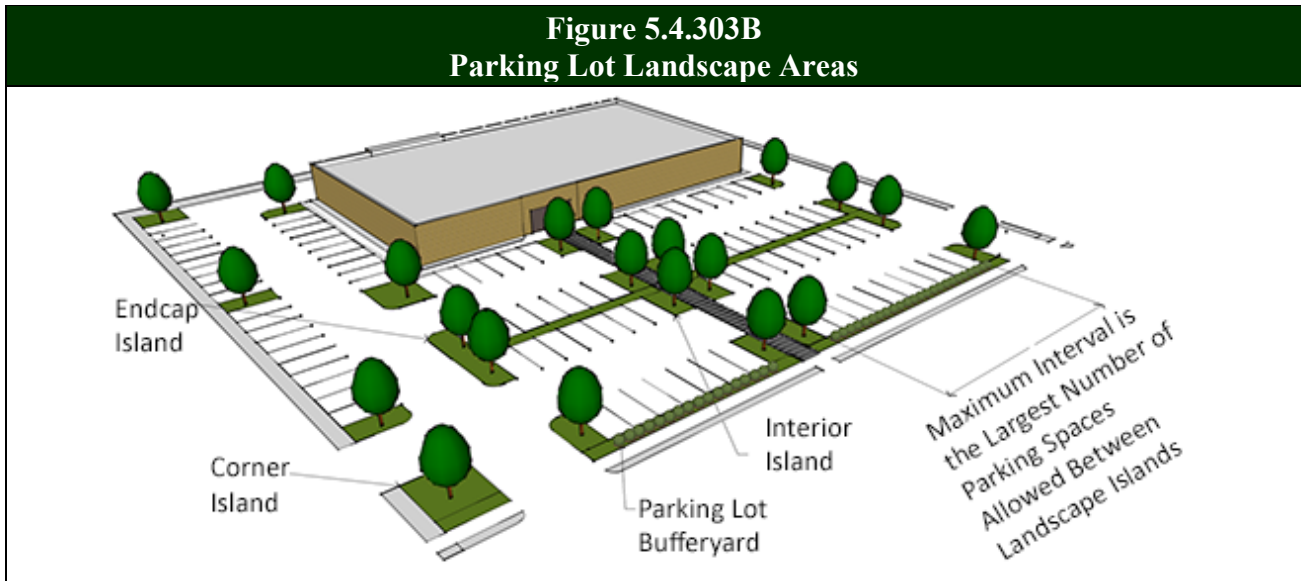 Figure 5.4.303B
Parking Lot Landscape Areas
Endcap
Island
Corner
Island
Parking Lot
Bufferyard
Interior
Island
Maximum Interval is
the Largest Number of
Parking Spaces
Allowed Between
Landscape Islands